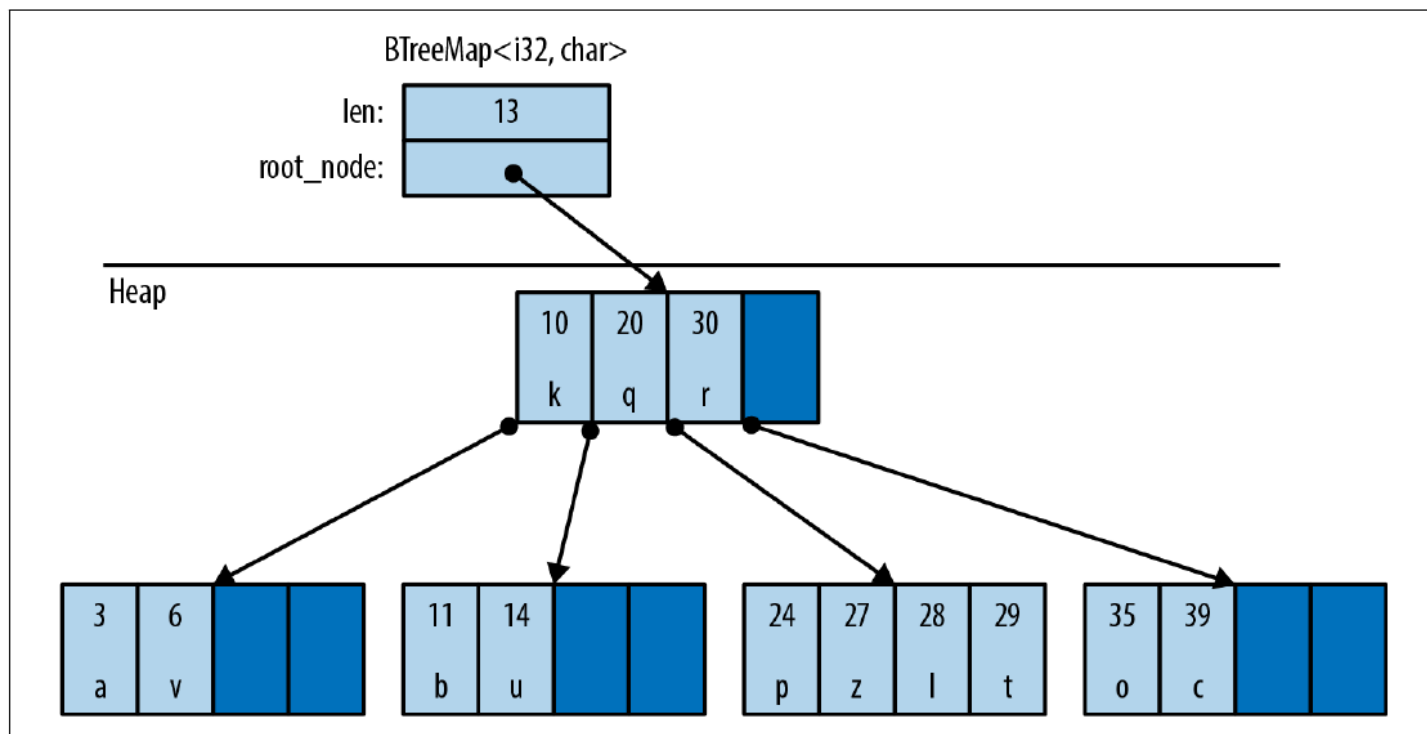 BTreeMap<i32, char>
len: 13
root_node:
Heap
10 20 30
k q r
3 6 11 14 24 27 28 29 35 39
a v b u p z l t o c